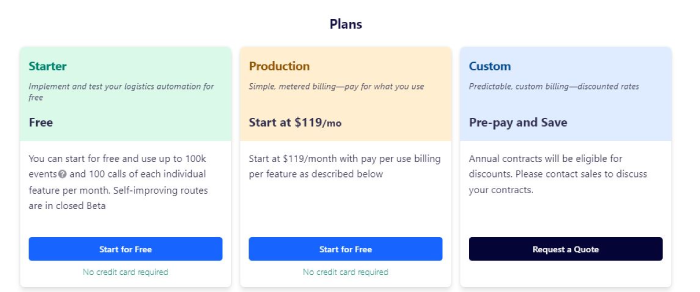 Plans
Starter
Implement and test your logistics automation for
free
Free
You can start for free and use up to 100k
events? and 100 calls of each individual
feature per month. Self-improving routes
are in closed Beta
Start for Free
No credit card required
Production
Simple, metered billing—pay for what you use
Start at $119/mo
Start at $119/month with pay per use billing
per feature as described below
Start for Free
No credit card required
Custom
Predictable, custom billing—discounted rates
Pre-pay and Save
Annual contracts will be eligible for
discounts. Please contact sales to discuss
your contracts.
Request a Quote